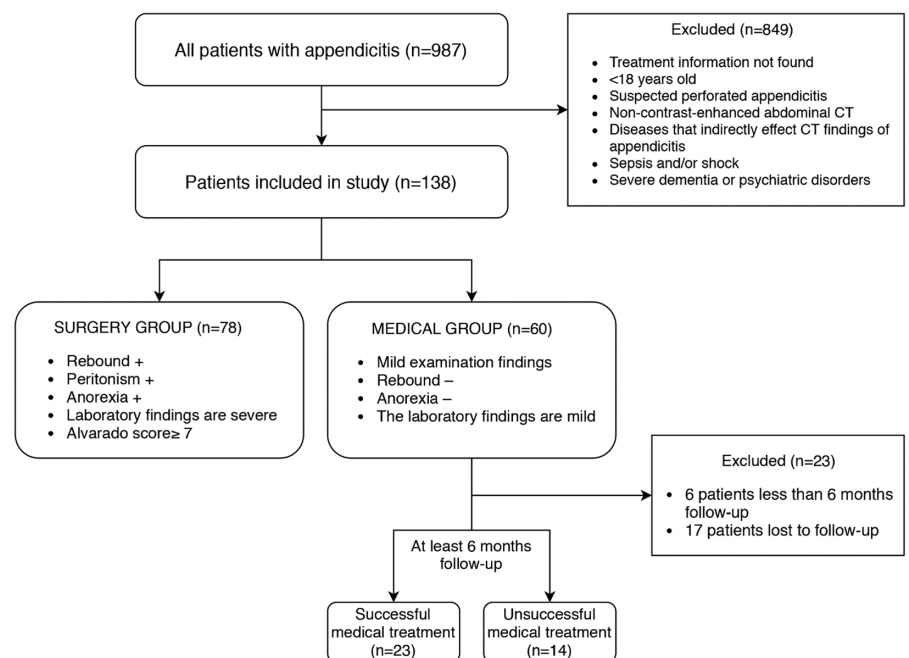 All patients with appendicitis (n=987)
Excluded (n=849)
• Treatment information not found
• <18 years old
• Suspected perforated appendicitis
• Non-contrast-enhanced abdominal CT
• Diseases that indirectly effect CT findings of
appendicitis
• Sepsis and/or shock
• Severe dementia or psychiatric disorders
Patients included in study (n=138)
SURGERY GROUP (n=78)
• Rebound +
• Peritonism +
• Anorexia +
• Laboratory findings are severe
• Alvarado score≥ 7
MEDICAL GROUP (n=60)
• Mild examination findings
• Rebound –
• Anorexia –
• The laboratory findings are mild
Excluded (n=23)
• 6 patients less than 6 months
follow-up
• 17 patients lost to follow-up
At least 6 months
follow-up
Successful
medical treatment
(n=23)
Unsuccessful
medical treatment
(n=14)